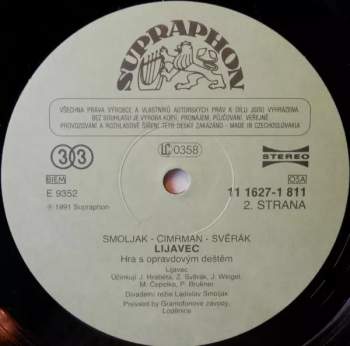 SUPRAPHON
VŠECHNA PRÁVA VÝROBCE A VLASTNÍKŮ AUTORSKÝCH PRÁV K DÍLU JSOU VYHRAZENA
BEZ SOUHLASU JE VÝROBA KOPIÍ, PRONÁJEM, PŮJČOVÁNÍ, VEŘEJNÉ
PROVOZOVÁNÍ A ROZHLASOVÉ ŠÍŘENÍ TÉTO DESKY ZAKÁZÁNO - MADE IN CZECHOSLOVAKIA
33
LC 0358
STEREO
BIEM
OSA
E 9352
11 1627-1 811
℗ 1991 Supraphon
2. STRANA
SMOLJAK - CIMRMAN - SVĚRÁK
LIJAVEC
Hra s opravdovým deštěm
Lijavec
Účinkují J. Hraběta, Z. Svěrák, J. Weigel,
M. Čepelka, P. Brukner
Divadelní režie Ladislav Smoljak
Provedly Gramofonové závody,
Loděnice